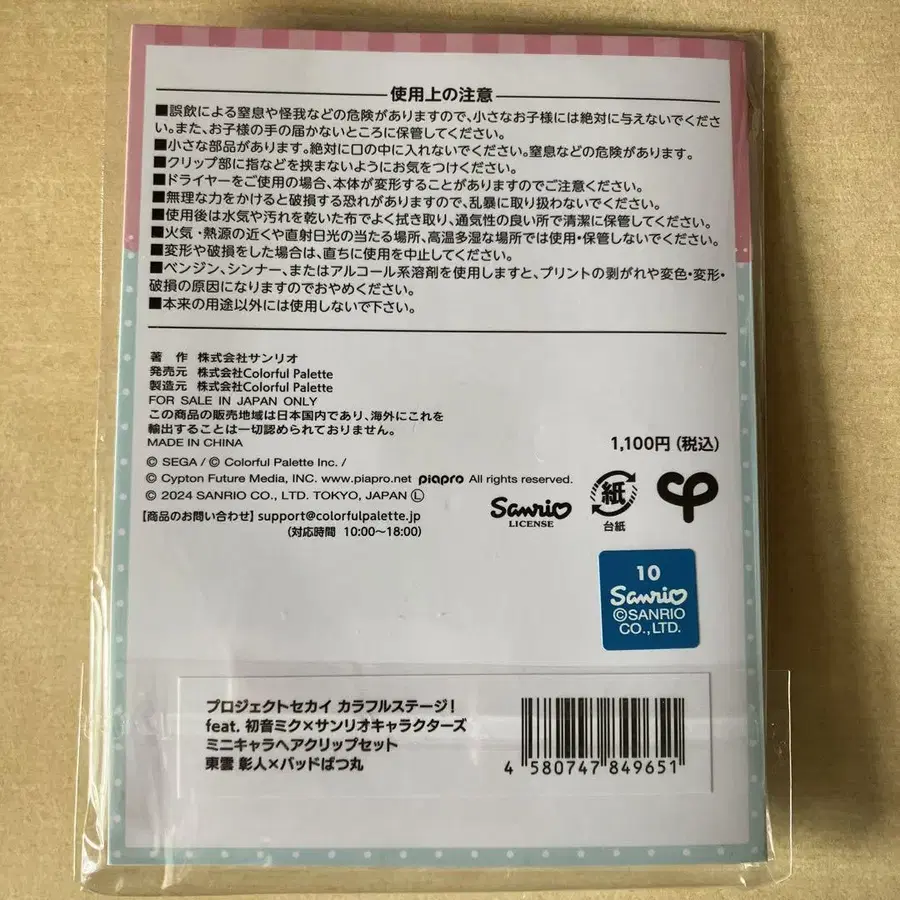 使用上の注意
■誤飲による窒息や怪我などの危険がありますので、小さなお子様には絶対に与えないでくださ
い。また、お子様の手の届かないところに保管してください。
■小さな部品があります。絶対に口の中に入れないでください。窒息などの危険があります。
■クリップ部に指などを挟まないようにお気をつけください。
■ドライヤーをご使用の場合、本体が変形することがありますのでご注意ください。
■無理な力をかけると破損する恐れがありますので、乱暴に取り扱わないでください。
■使用後は水気や汚れを乾いた布でよく拭き取り、通気性の良い所で清潔に保管してください。
■火気・熱源の近くや直射日光の当たる場所、高温多湿な場所では使用・保管しないでください。
■変形や破損をした場合は、直ちに使用を中止してください。
■ベンジン、シンナー、またはアルコール系溶剤を使用しますと、プリントの剥がれや変色・変形・
破損の原因になりますのでおやめください。
■本来の用途以外には使用しないで下さい。
著 作 株式会社サンリオ
発売元 株式会社Colorful Palette
製造元 株式会社Colorful Palette
FOR SALE IN JAPAN ONLY
この商品の販売地域は日本国内であり、海外にこれを
輸出することは一切認められておりません。
MADE IN CHINA
1,100円（税込）
© SEGA / © Colorful Palette Inc. /
© Cypton Future Media, INC. www.piapro.net piapro All rights reserved.
© 2024 SANRIO CO., LTD. TOKYO, JAPAN Ⓛ
【商品のお問い合わせ】support@colorfulpalette.jp
（対応時間 10:00～18:00）
Sanrio
LICENSE
紙
台紙
10
Sanrio
©SANRIO
CO.,LTD.
プロジェクトセカイ カラフルステージ！
feat. 初音ミク×サンリオキャラクターズ
ミニキャラヘアクリップセット
東雲 彰人×バッドばつ丸
4 580747 849651